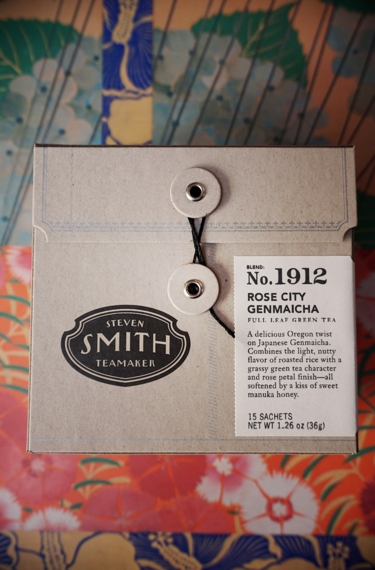 STEVEN
SMITH
TEAMAKER
BLEND:
No.1912
ROSE CITY
GENMAICHA
FULL LEAF GREEN TEA
A delicious Oregon twist
on Japanese Genmaicha.
Combines the light, nutty
flavor of roasted rice with a
grassy green tea character
and rose petal finish—all
softened by a kiss of sweet
manuka honey.
15 SACHETS
NET WT 1.26 oz (36g)